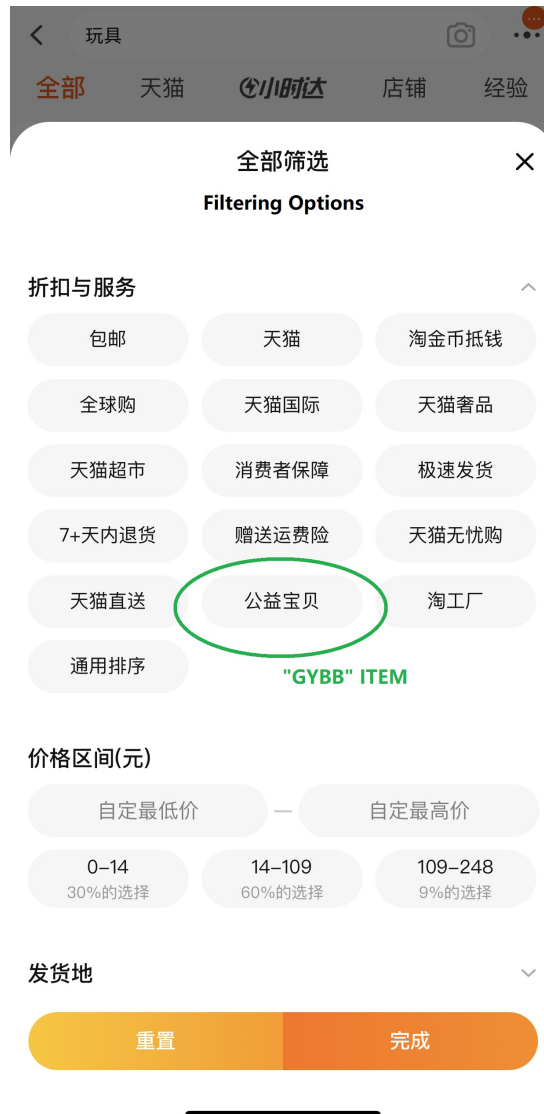 玩具
全部 天猫 小时达 店铺 经验
全部筛选
Filtering Options
折扣与服务
包邮 天猫 淘金币抵钱
全球购 天猫国际 天猫奢品
天猫超市 消费者保障 极速发货
7+天内退货 赠送运费险 天猫无忧购
天猫直送 公益宝贝 淘工厂
通用排序
"GYBB" ITEM
价格区间(元)
自定最低价 — 自定最高价
0–14 14–109 109–248
30%的选择 60%的选择 9%的选择
发货地
重置 完成